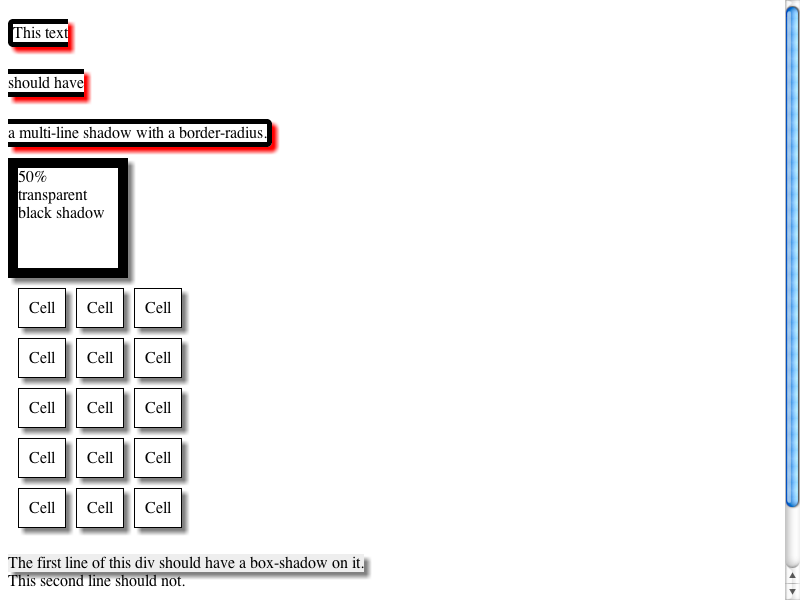 This text
should have
a multi-line shadow with a border-radius.
50%
transparent
black shadow
Cell Cell Cell
Cell Cell Cell
Cell Cell Cell
Cell Cell Cell
Cell Cell Cell
The first line of this div should have a box-shadow on it.
This second line should not.